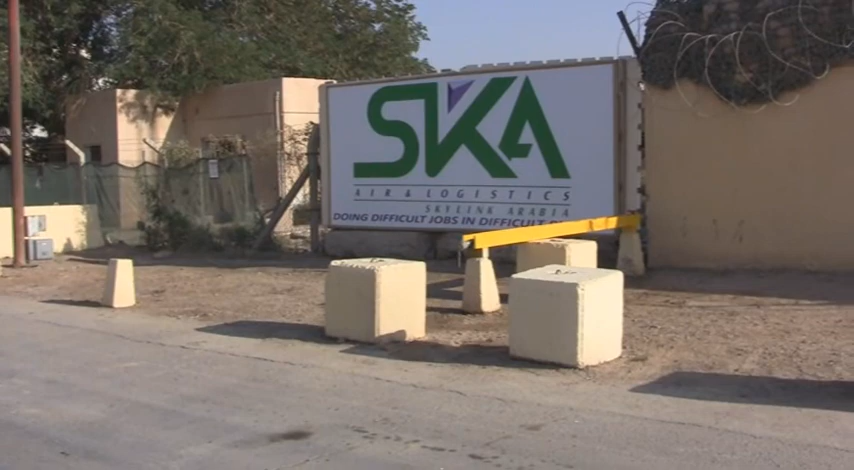 SKA
AIR & LOGISTICS
SKYLINK ARABIA
DOING DIFFICULT JOBS IN DIFFICULT